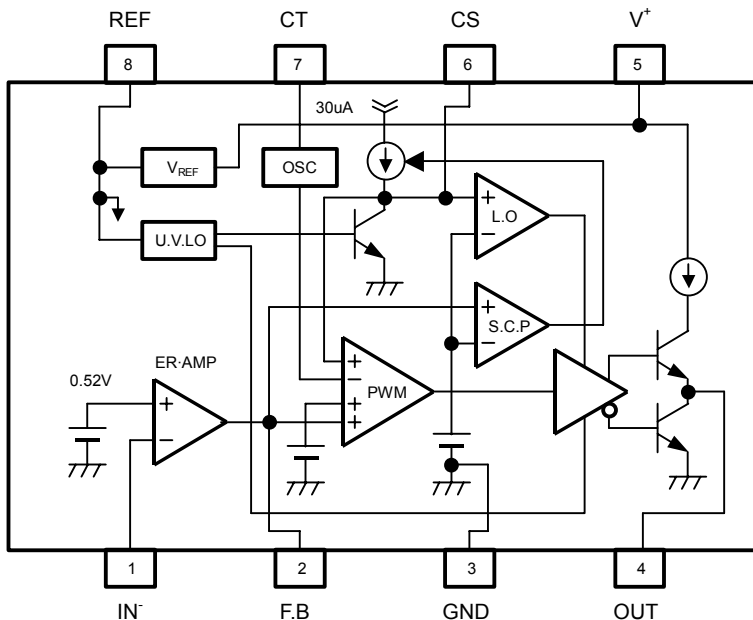 REF CT CS V⁺
8 7 6 5
30uA
VREF OSC
L.O
U.V.LO
S.C.P
ER·AMP
0.52V
PWM
1 2 3 4
IN⁻ F.B GND OUT